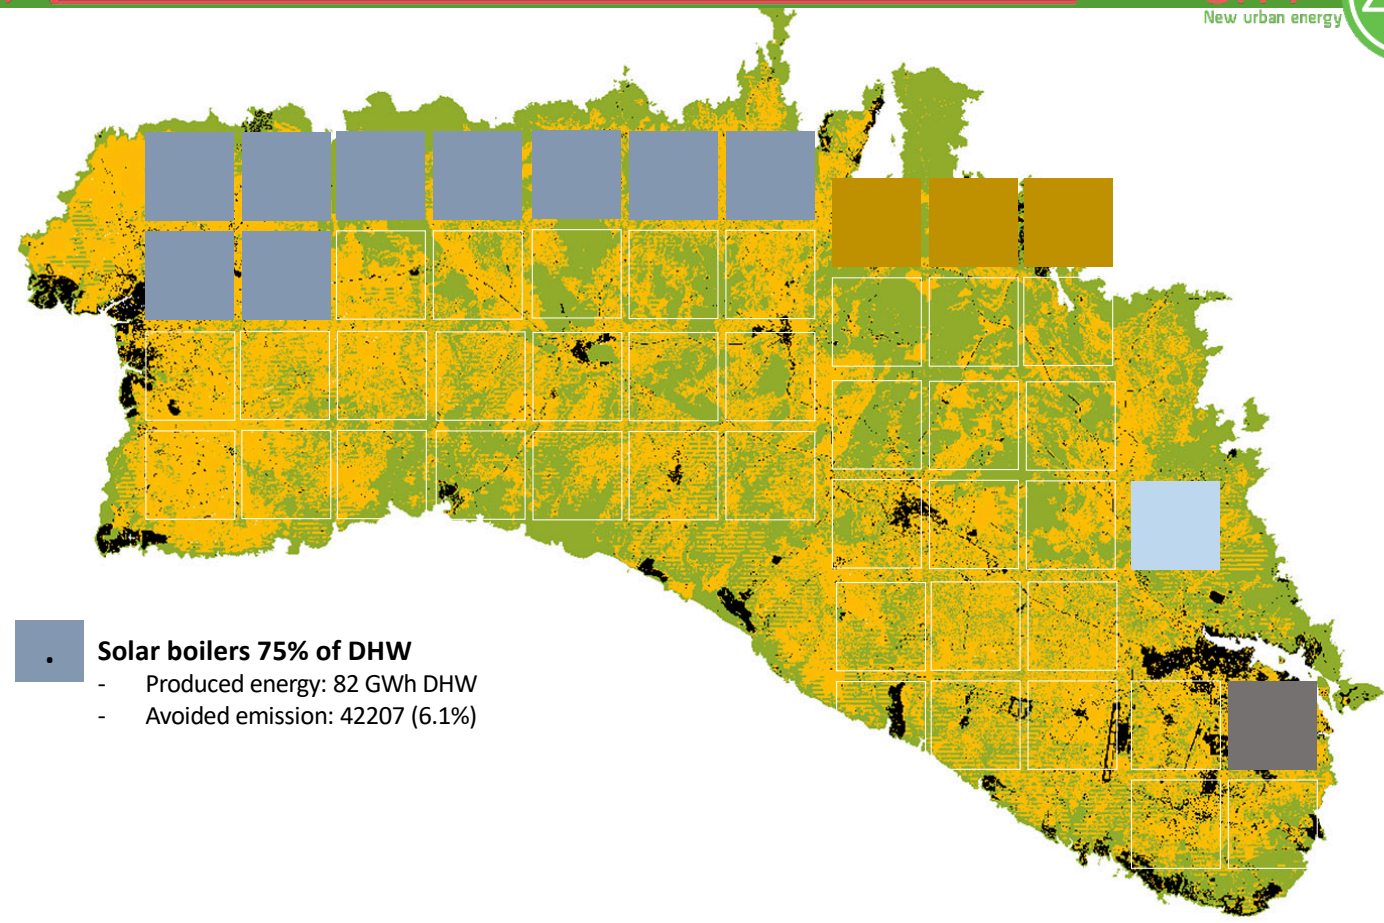 New urban energy
.
Solar boilers 75% of DHW
- Produced energy: 82 GWh DHW
- Avoided emission: 42207 (6.1%)